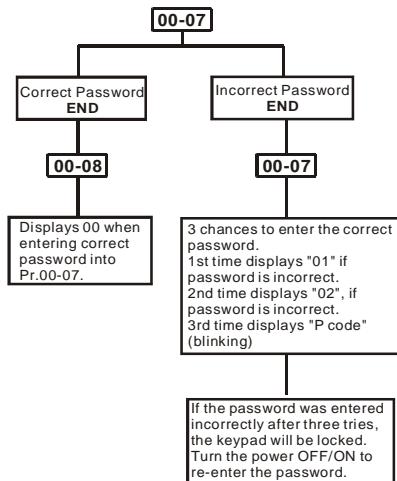 00-07
Correct Password
END
00-08
Displays 00 when
entering correct
password into
Pr.00-07.
Incorrect Password
END
00-07
3 chances to enter the correct
password.
1st time displays "01" if
password is incorrect.
2nd time displays "02", if
password is incorrect.
3rd time displays "P code"
(blinking)
If the password was entered
incorrectly after three tries,
the keypad will be locked.
Turn the power OFF/ON to
re-enter the password.